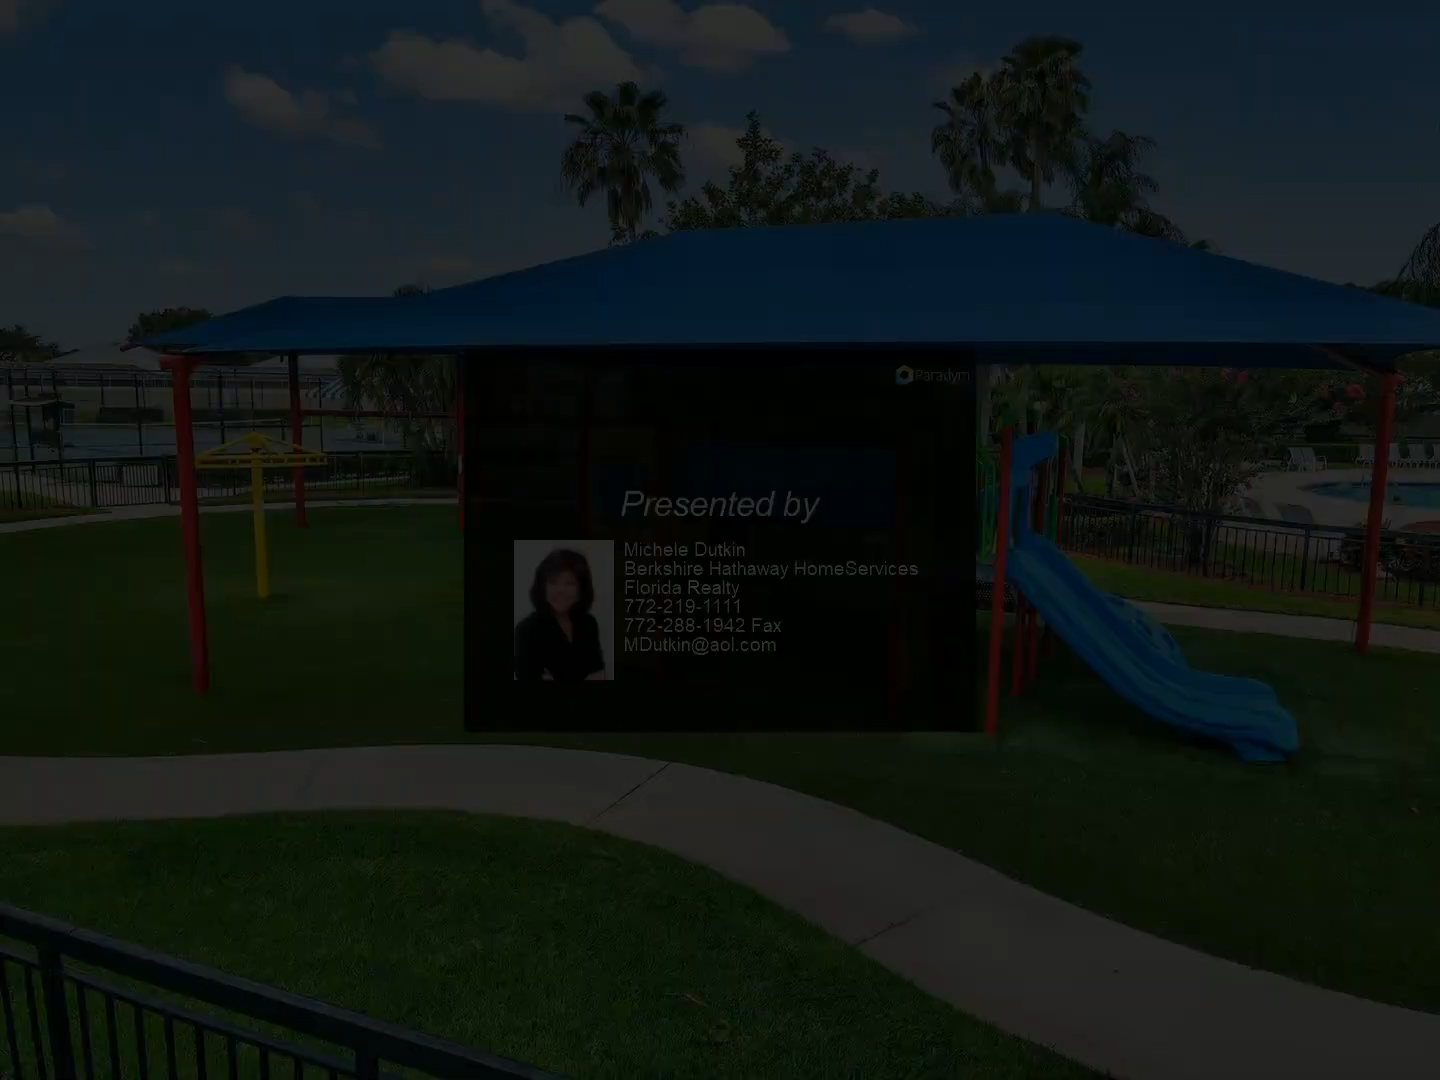 Paradym
Presented by
Michele Dutkin
Berkshire Hathaway HomeServices
Florida Realty
772-219-1111
772-288-1942 Fax
MDutkin@aol.com